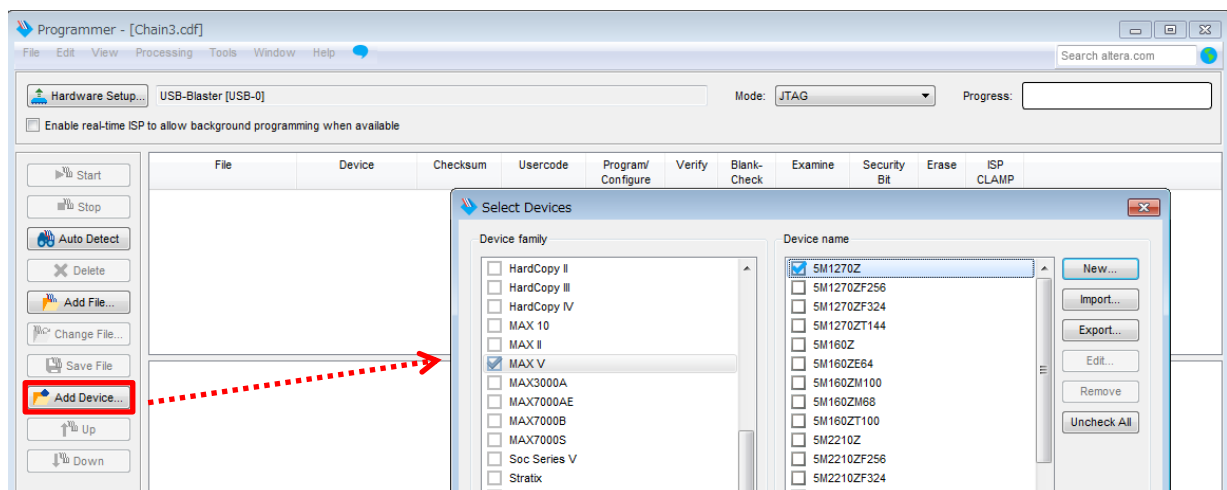 Programmer - [Chain3.cdf]
File Edit View Processing Tools Window Help
Search altera.com
Hardware Setup... USB-Blaster [USB-0] Mode: JTAG Progress:
Enable real-time ISP to allow background programming when available
Start
Stop
Auto Detect
Delete
Add File...
Change File...
Save File
Add Device...
Up
Down
File Device Checksum Usercode Program/ Configure Verify Blank- Check Examine Security Bit Erase ISP CLAMP
Select Devices
Device family
HardCopy II
HardCopy III
HardCopy IV
MAX 10
MAX II
MAX V
MAX3000A
MAX7000AE
MAX7000B
MAX7000S
Soc Series V
Stratix
Device name
5M1270Z
5M1270ZF256
5M1270ZF324
5M1270ZT144
5M160Z
5M160ZE64
5M160ZM100
5M160ZM68
5M160ZT100
5M2210Z
5M2210ZF256
5M2210ZF324
New...
Import...
Export...
Edit...
Remove
Uncheck All